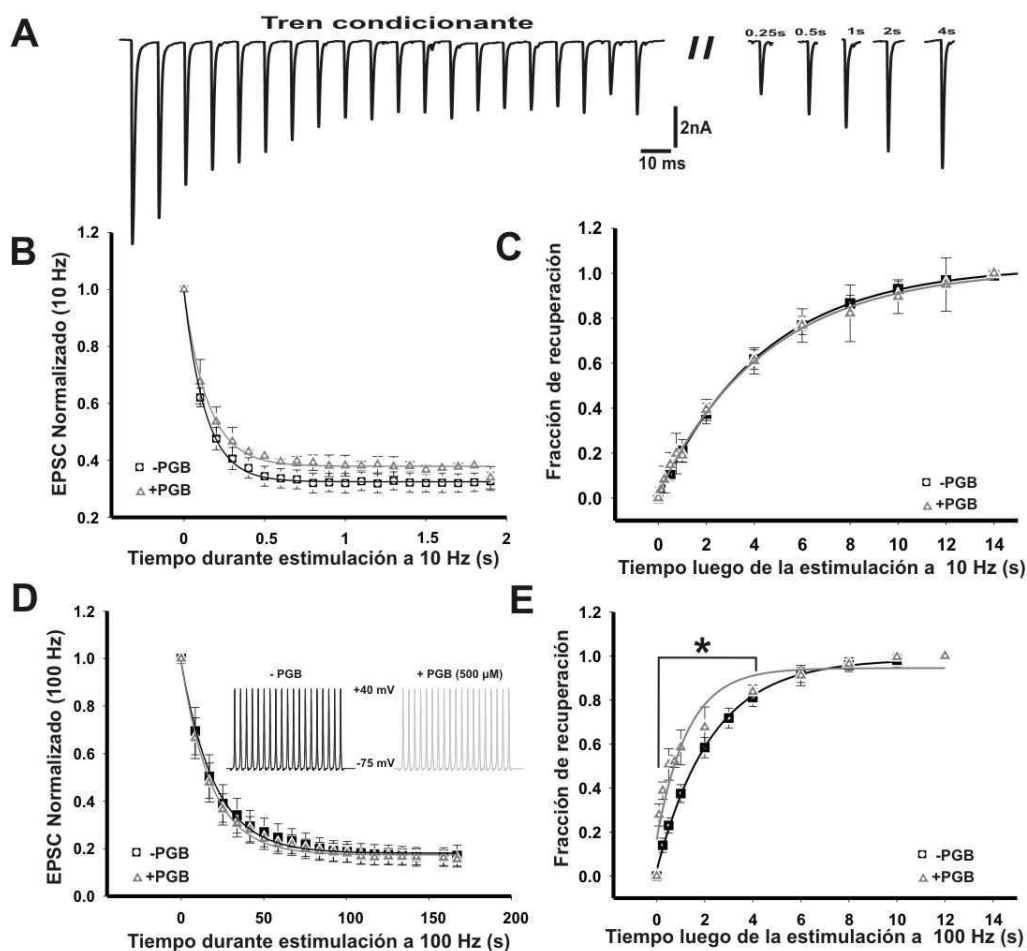 A
Tren condicionante
0.25s 0.5s 1s 2s 4s
2nA
10 ms
B
EPSC Normalizado (10 Hz)
1.2
1.0
0.8
0.6
0.4
0.2
-PGB
+PGB
0 0.5 1 1.5 2
Tiempo durante estimulación a 10 Hz (s)
C
Fracción de recuperación
1.2
1.0
0.8
0.6
0.4
0.2
0.0
-PGB
+PGB
0 2 4 6 8 10 12 14
Tiempo luego de la estimulación a 10 Hz (s)
D
EPSC Normalizado (100 Hz)
1.2
1.0
0.8
0.6
0.4
0.2
0.0
- PGB
+ PGB (500 µM)
+40 mV
-75 mV
-PGB
+PGB
0 50 100 150 200
Tiempo durante estimulación a 100 Hz (s)
E
Fracción de recuperación
1.2
1.0
0.8
0.6
0.4
0.2
0.0
*
-PGB
+PGB
0 2 4 6 8 10 12 14
Tiempo luego de la estimulación a 100 Hz (s)